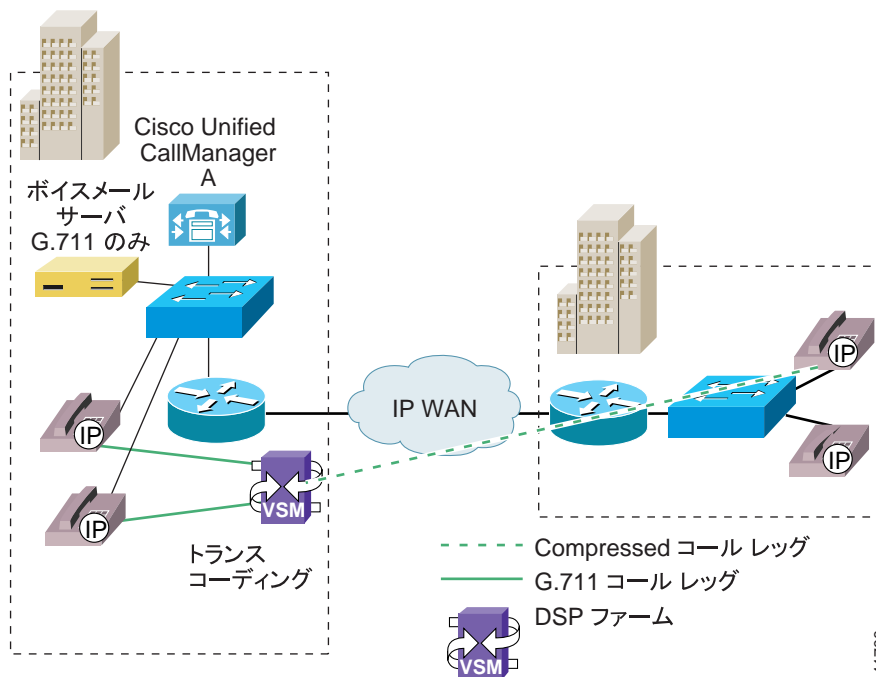 Cisco Unified
CallManager
A
ボイスメール
サーバ
G.711 のみ
IP
IP
VSM
トランス
コーディング
IP WAN
IP
IP
Compressed コール レッグ
G.711 コール レッグ
DSP ファーム
VSM